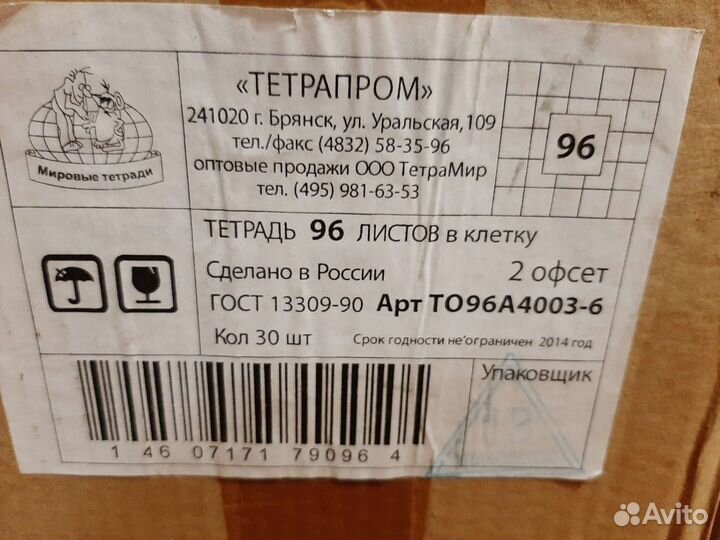 «ТЕТРАПРОМ»
241020 г. Брянск, ул. Уральская, 109
тел./факс (4832) 58-35-96
оптовые продажи ООО ТетраМир
тел. (495) 981-63-53
Мировые тетради
96
ТЕТРАДЬ 96 ЛИСТОВ в клетку
Сделано в России 2 офсет
ГОСТ 13309-90 Арт ТО96А4003-6
Кол 30 шт Срок годности не ограничен 2014 год
Упаковщик
1 46 07171 79096 4
Avito